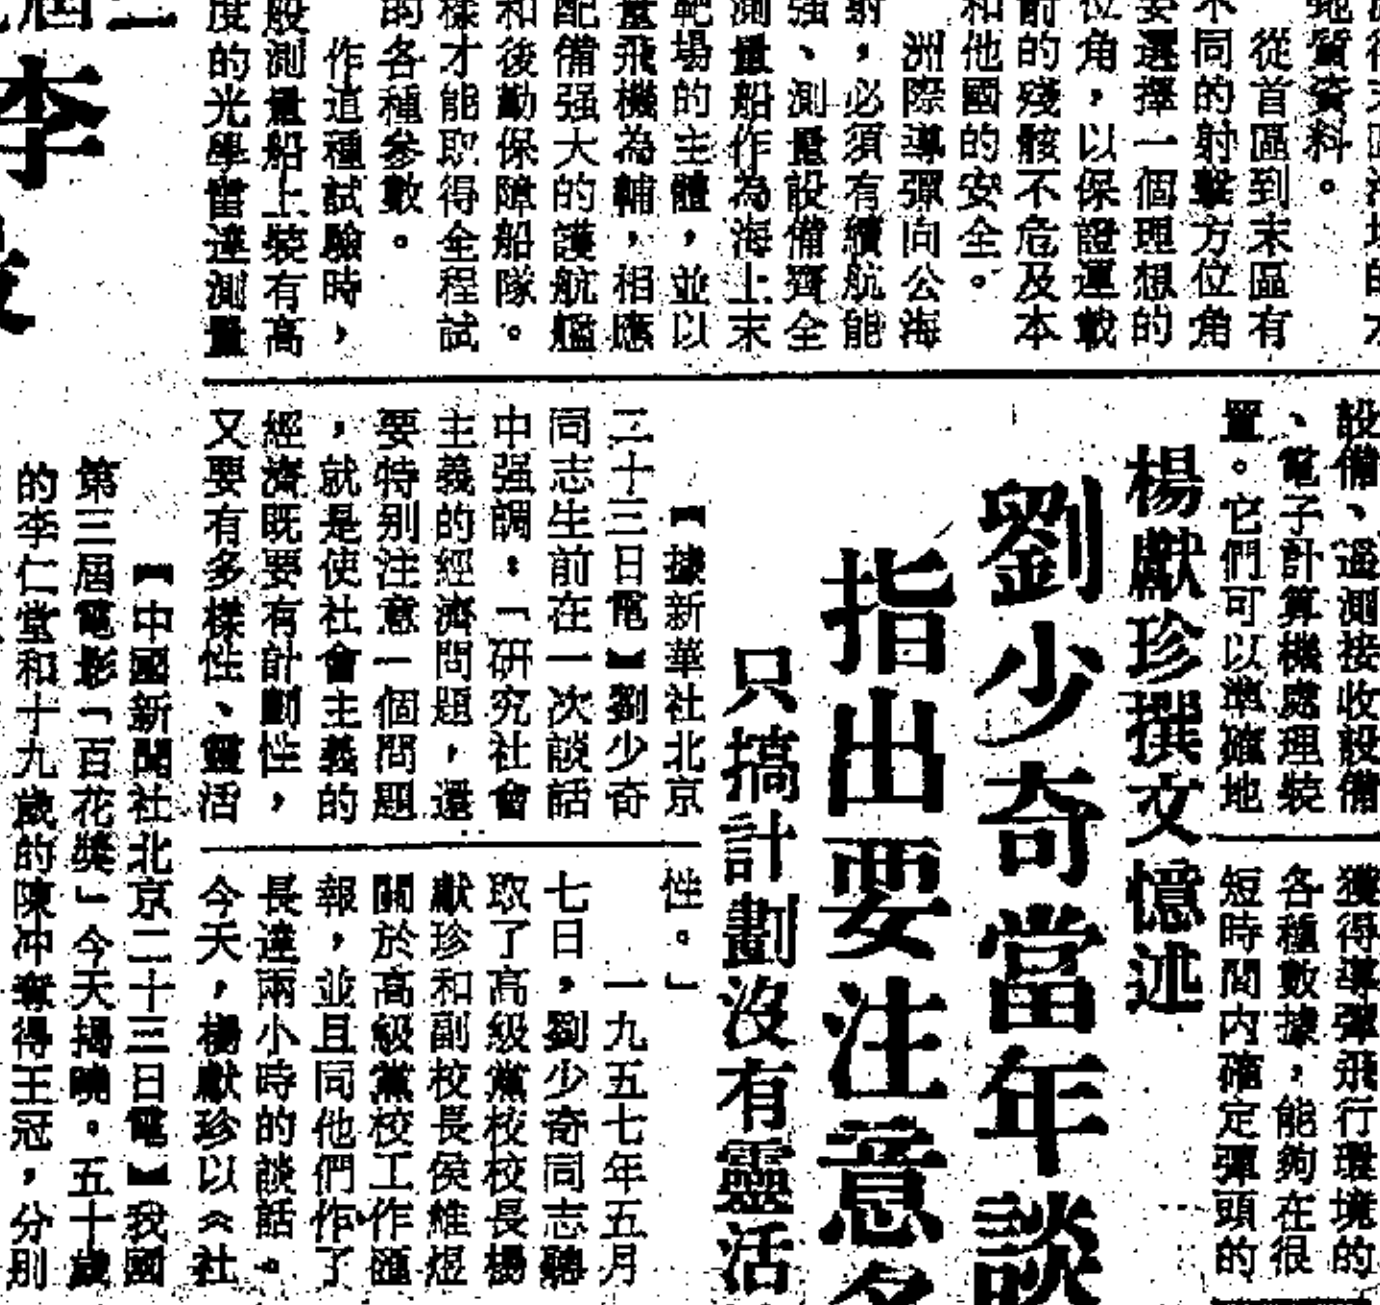 地質資料。
從首區到末區有
不同的射擊方位角
要選擇一個理想的
位角，以保證運載
箭的殘骸不危及本
和他國的安全。
洲際導彈向公海
射，必須有續航能
强、測量設備齊全
測量船作為海上末
靶場的主體，並以
量飛機為輔，相應
配備强大的護航艦
和後勤保障船隊。
樣才能取得全程試
的各種參數。
作這種試驗時，
般測量船上裝有高
度的光學雷達測量
設備、遥測接收設備
、電子計算機處理裝
置。它們可以準確地
獲得導彈飛行環境的
各種數據，能夠在很
短時間内確定彈頭的
楊獻珍撰文憶述
劉少奇當年談
指出要注意多
只搞計劃沒有靈活
【據新華社北京
二十三日電】劉少奇
同志生前在一次談話
中强調：「研究社會
主義的經濟問題，還
要特别注意一個問題
，就是使社會主義的
經濟既要有計劃性，
又要有多樣性、靈活
性。」
一九五七年五月
七日，劉少奇同志聽
取了高級黨校校長楊
獻珍和副校長侯維煜
關於高級黨校工作匯
報，並且同他們作了
長達兩小時的談話。
今天，楊獻珍以《社
李
【中國新聞社北京二十三日電】我國
第三屆電影「百花獎」今天揭曉。五十歲
的李仁堂和十九歲的陳冲奪得王冠，分別